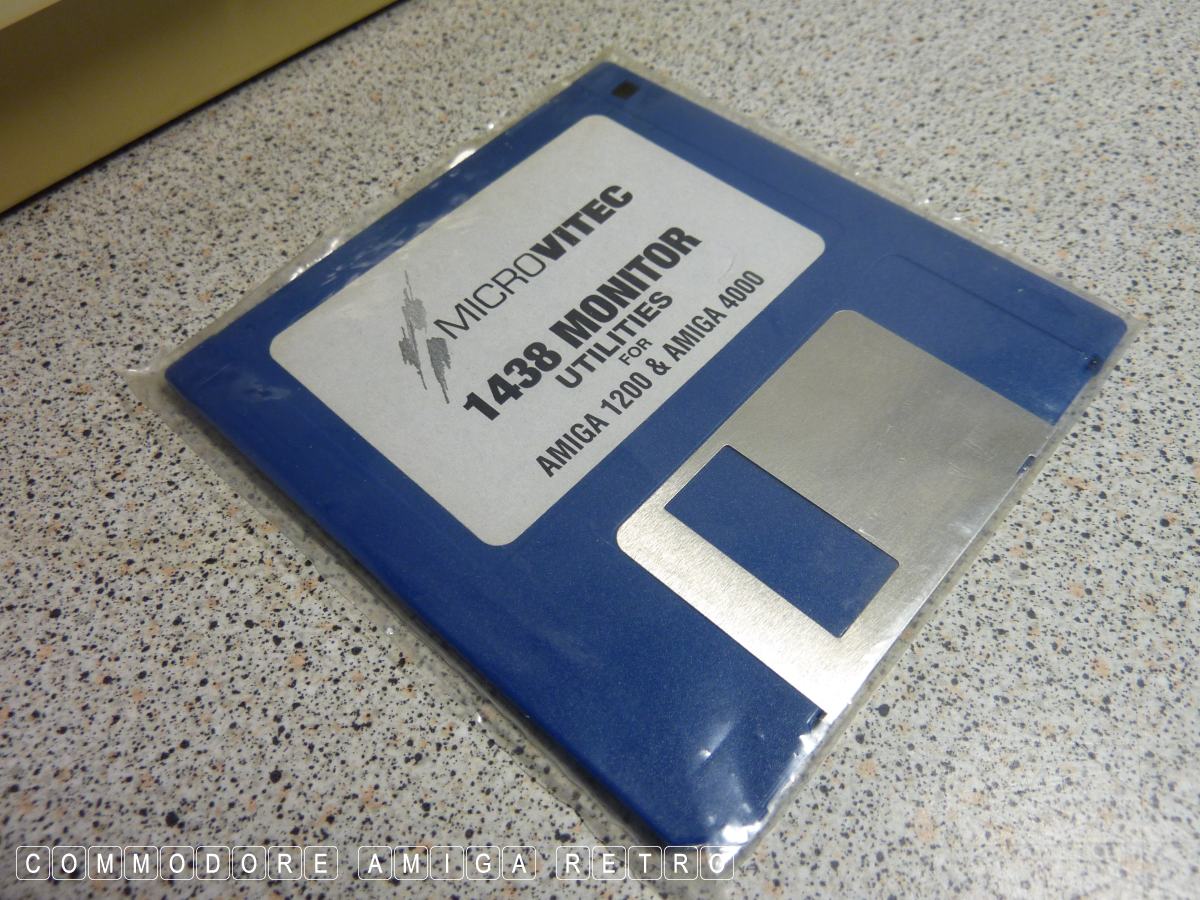 MICROVITEC
1438 MONITOR
UTILITIES
FOR
AMIGA 1200 & AMIGA 4000
COMMODORE AMIGA RETRO